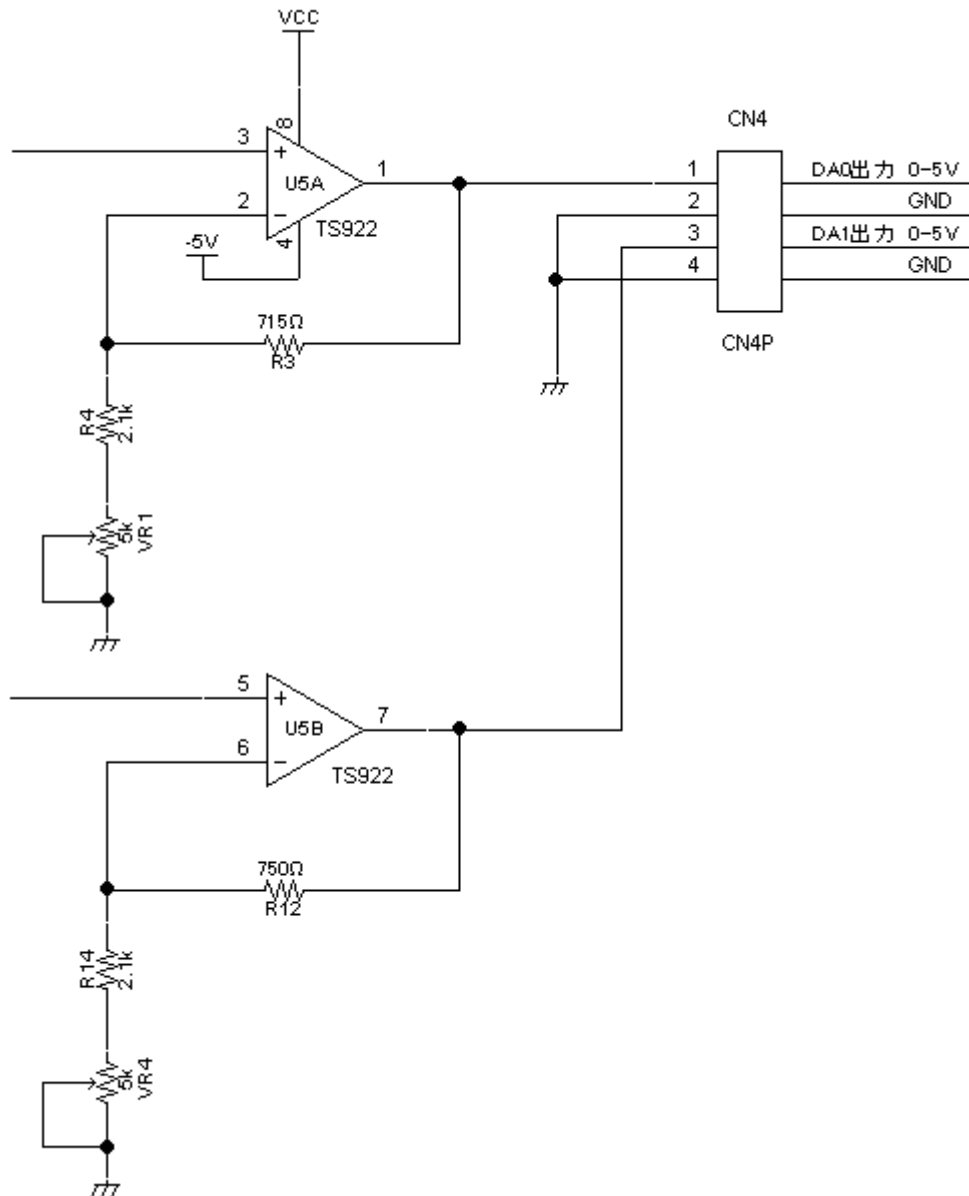 VCC
8
3
+
1
U5A
2
−
TS922
-5V
4
715Ω
R3
R4
2.1k
5k
VR1
CN4
1
DA0出力 0-5V
2
GND
3
DA1出力 0-5V
4
GND
CN4P
5
+
7
U5B
6
−
TS922
750Ω
R12
R14
2.1k
5k
VR4